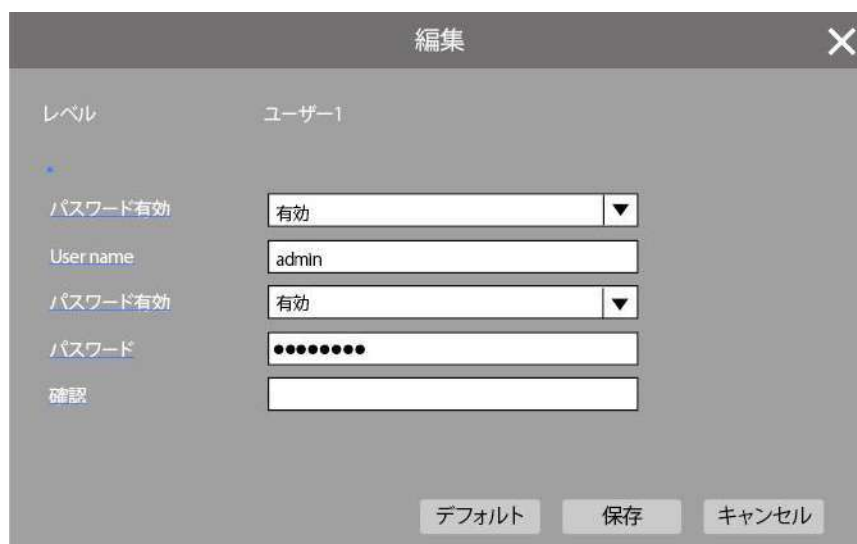 編集
レベル ユーザー1
パスワード有効 有効
User name admin
パスワード有効 有効
パスワード ●●●●●●●●
確認
デフォルト 保存 キャンセル